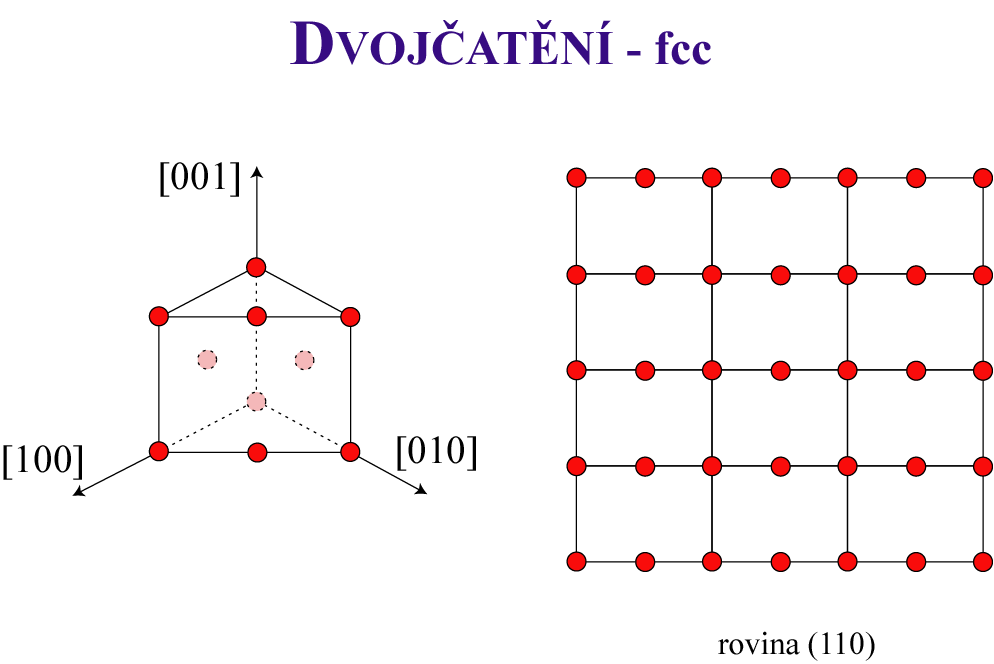 DVOJČATĚNÍ - fcc
[001]
[100]
[010]
rovina (110)